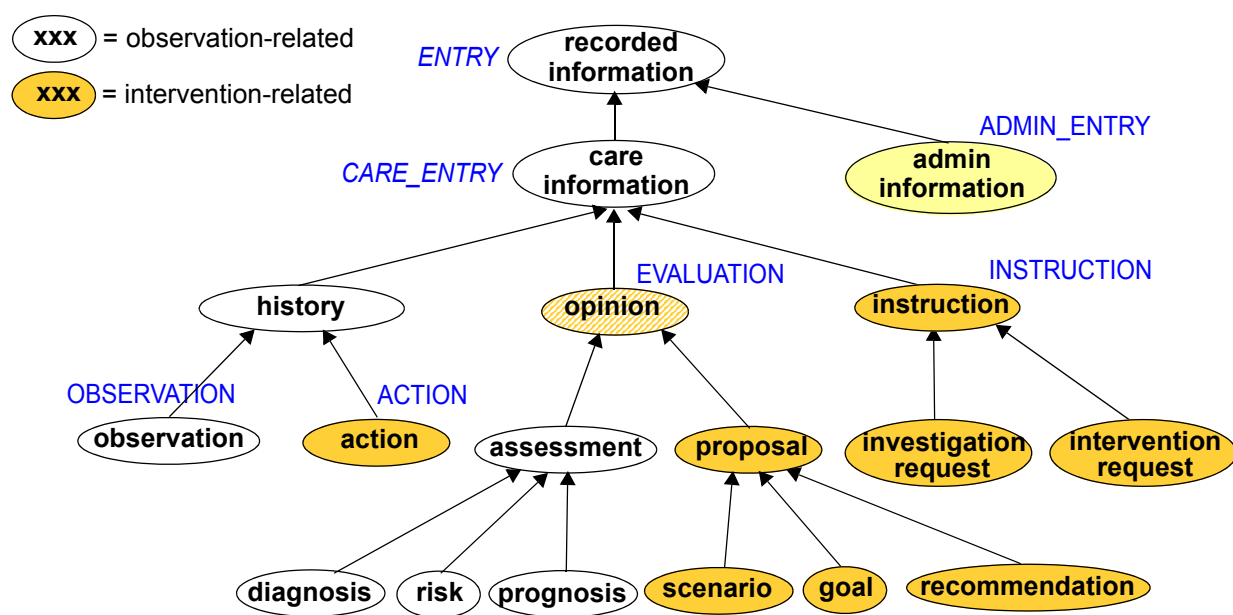 xxx = observation-related
xxx = intervention-related
ENTRY
recorded
information
ADMIN_ENTRY
CARE_ENTRY
care
information
admin
information
EVALUATION
INSTRUCTION
history
opinion
instruction
OBSERVATION
ACTION
observation
action
assessment
proposal
investigation
request
intervention
request
diagnosis
risk
prognosis
scenario
goal
recommendation